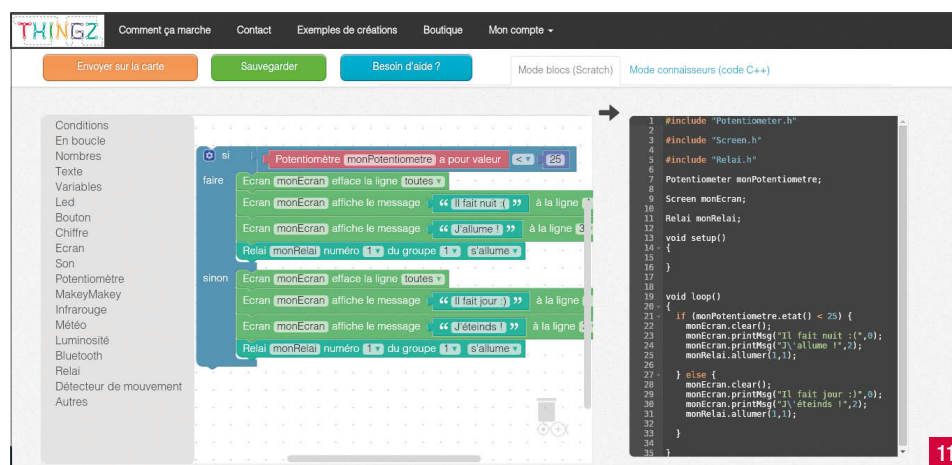 THINGZ Comment ça marche Contact Exemples de créations Boutique Mon compte
Envoyer sur la carte Sauvegarder Besoin d'aide ? Mode blocs (Scratch) Mode connaisseurs (code C++)
Conditions
En boucle
Nombres
Texte
Variables
Led
Bouton
Chiffre
Ecran
Son
Potentiomètre
MakeyMakey
Infrarouge
Météo
Luminosité
Bluetooth
Relai
Détecteur de mouvement
Autres
si Potentiomètre monPotentiometre a pour valeur < 25
faire Ecran monEcran efface la ligne toutes
Ecran monEcran affiche le message “ Il fait nuit :( ” à la ligne
Ecran monEcran affiche le message “ J'allume ! ” à la ligne 3
Relai monRelai numéro 1 du groupe 1 s'allume
sinon Ecran monEcran efface la ligne toutes
Ecran monEcran affiche le message “ Il fait jour :) ” à la ligne
Ecran monEcran affiche le message “ J'éteinds ! ” à la ligne
Relai monRelai numéro 1 du groupe 1 s'allume
1 #include "Potentiometer.h"
2
3 #include "Screen.h"
4
5 #include "Relai.h"
6
7 Potentiometer monPotentiometre;
8
9 Screen monEcran;
10
11 Relai monRelai;
12
13 void setup()
14 {
15
16 }
17
18
19 void loop()
20 {
21 if (monPotentiometre.etat() < 25) {
22 monEcran.clear();
23 monEcran.printMsg("Il fait nuit :(",0);
24 monEcran.printMsg("J\'allume !",2);
25 monRelai.allumer(1,1);
26
27 } else {
28 monEcran.clear();
29 monEcran.printMsg("Il fait jour :)",0);
30 monEcran.printMsg("J\'éteinds !",2);
31 monRelai.allumer(1,1);
32
33 }
34
35 }
11